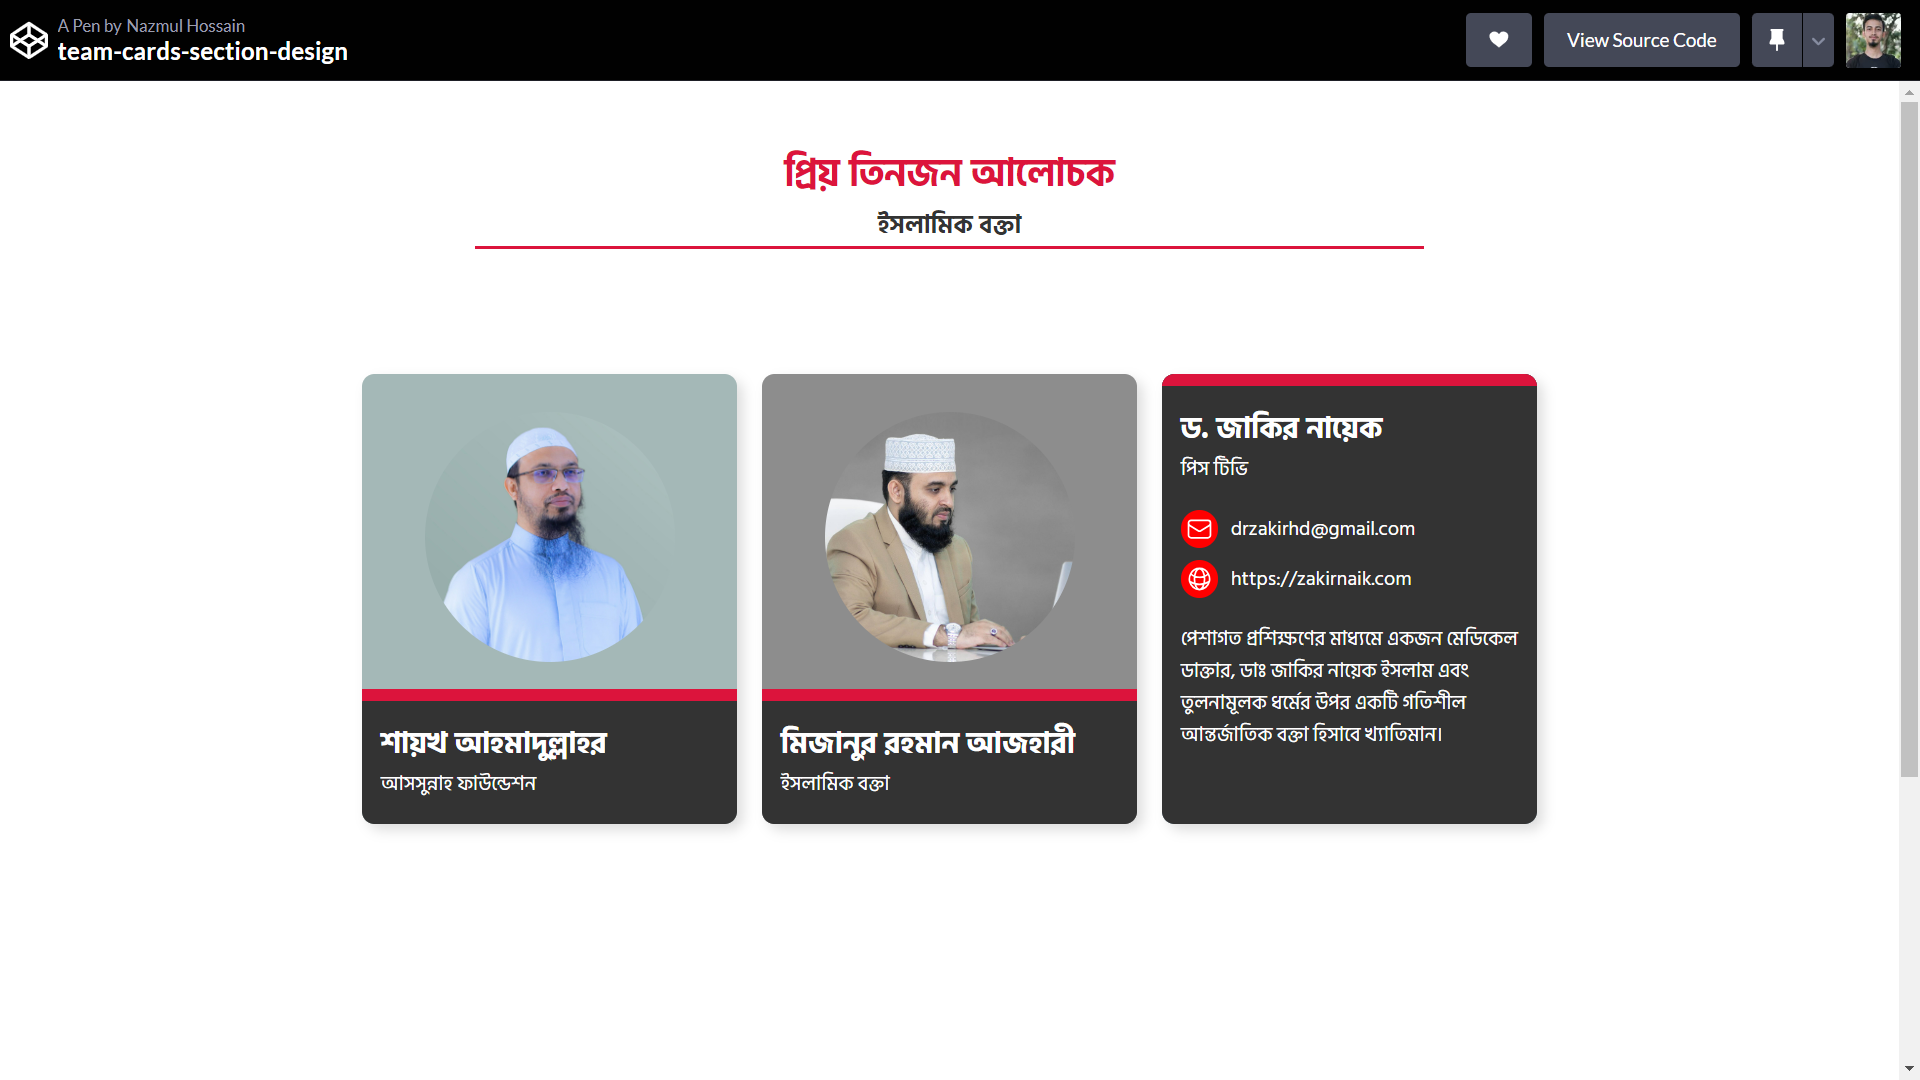 A Pen by Nazmul Hossain
team-cards-section-design
View Source Code
প্রিয় তিনজন আলোচক
ইসলামিক বক্তা
শায়খ আহমাদুল্লাহর
আসসুন্নাহ ফাউন্ডেশন
মিজানুর রহমান আজহারী
ইসলামিক বক্তা
ড. জাকির নায়েক
পিস টিভি
drzakirhd@gmail.com
https://zakirnaik.com
পেশাগত প্রশিক্ষণের মাধ্যমে একজন মেডিকেল
ডাক্তার, ডাঃ জাকির নায়েক ইসলাম এবং
তুলনামূলক ধর্মের উপর একটি গতিশীল
আন্তর্জাতিক বক্তা হিসাবে খ্যাতিমান।